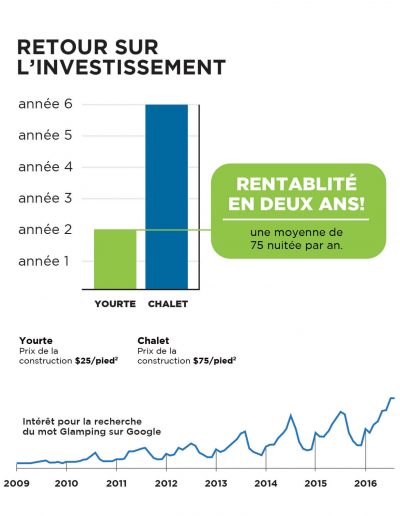 RETOUR SUR
L'INVESTISSEMENT
année 6
année 5
année 4
année 3
année 2
année 1
YOURTE CHALET
RENTABLITÉ
EN DEUX ANS!
une moyenne de
75 nuitée par an.
Yourte
Prix de la
construction $25/pied²
Chalet
Prix de la
construction $75/pied²
Intérêt pour la recherche
du mot Glamping sur Google
2009 2010 2011 2012 2013 2014 2015 2016